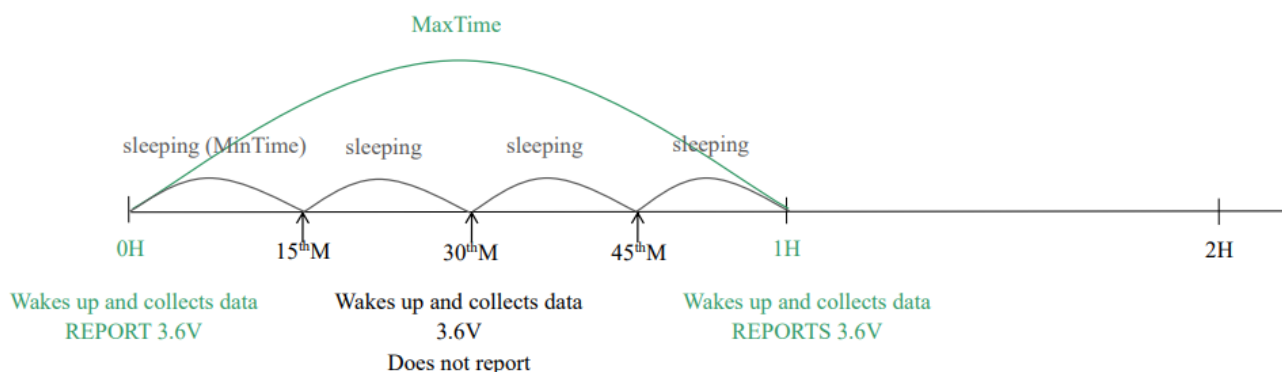 MaxTime
sleeping (MinTime) sleeping sleeping sleeping
0H 15thM 30thM 45thM 1H 2H
Wakes up and collects data
REPORT 3.6V
Wakes up and collects data
3.6V
Does not report
Wakes up and collects data
REPORTS 3.6V